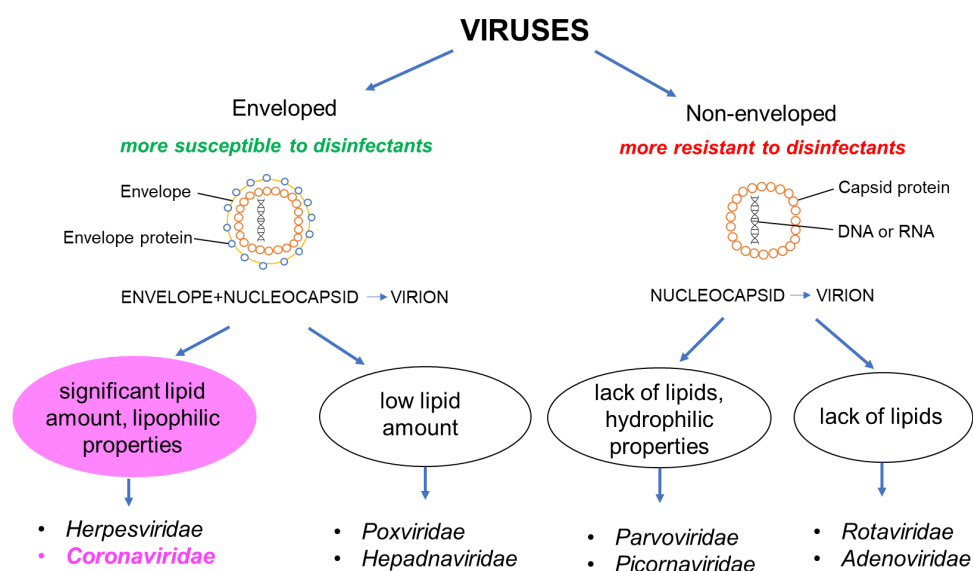 VIRUSES
Enveloped
more susceptible to disinfectants
Envelope
Envelope protein
ENVELOPE+NUCLEOCAPSID → VIRION
Non-enveloped
more resistant to disinfectants
Capsid protein
DNA or RNA
NUCLEOCAPSID → VIRION
significant lipid
amount, lipophilic
properties
low lipid
amount
lack of lipids,
hydrophilic
properties
lack of lipids
• Herpesviridae
• Coronaviridae
• Poxviridae
• Hepadnaviridae
• Parvoviridae
• Picornaviridae
• Rotaviridae
• Adenoviridae